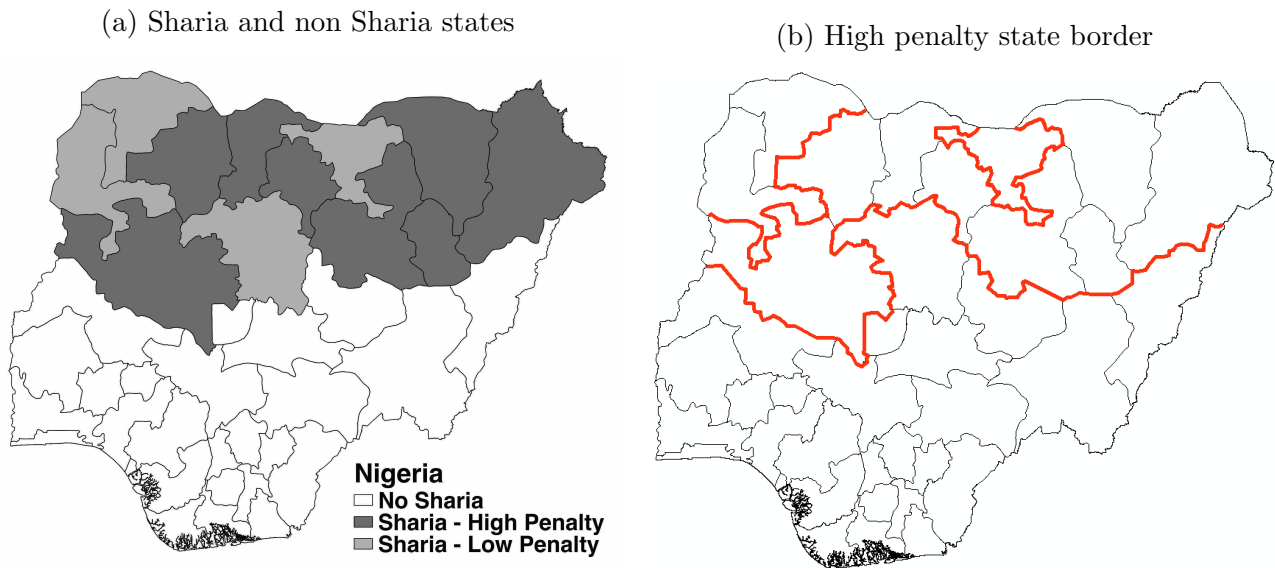 (a) Sharia and non Sharia states
(b) High penalty state border
Nigeria
No Sharia
Sharia - High Penalty
Sharia - Low Penalty